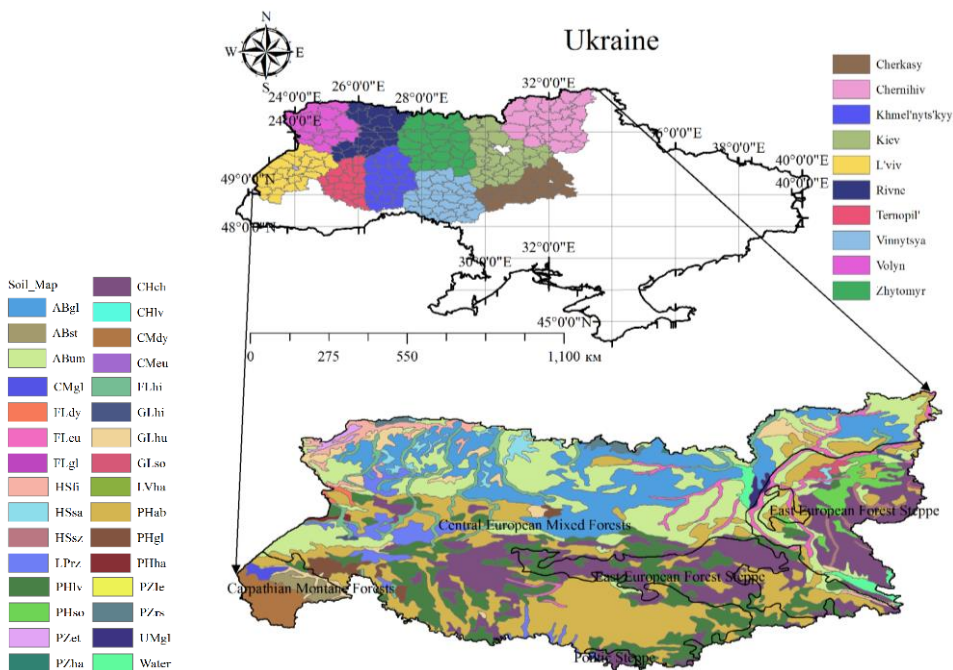 N
W E
S
Ukraine
24°0'0"E
26°0'0"E
28°0'0"E
32°0'0"E
24°0'0"E
38°0'0"E
40°0'0"E
40°0'0"E
49°0'0"N
48°0'0"N
30°0'0"E
32°0'0"E
45°0'0"N
0 275 550 1,100 км
Cherkasy
Chernihiv
Khmel'nyts'kyy
Kiev
L'viv
Rivne
Ternopil'
Vinnytsya
Volyn
Zhytomyr
Soil_Map
ABgl
ABst
ABum
CMgl
FLdy
FLeu
FLgl
HSfi
HSsa
HSsz
LPrz
PHlv
PHso
PZet
PZha
CHch
CHlv
CMdy
CMeu
FLhi
GLhi
GLhu
GLso
LVha
PHab
PHgl
PHha
PZle
PZrs
UMgl
Water
Central European Mixed Forests
East European Forest Steppe
East European Forest Steppe
Carpathian Montane Forests
Steppe